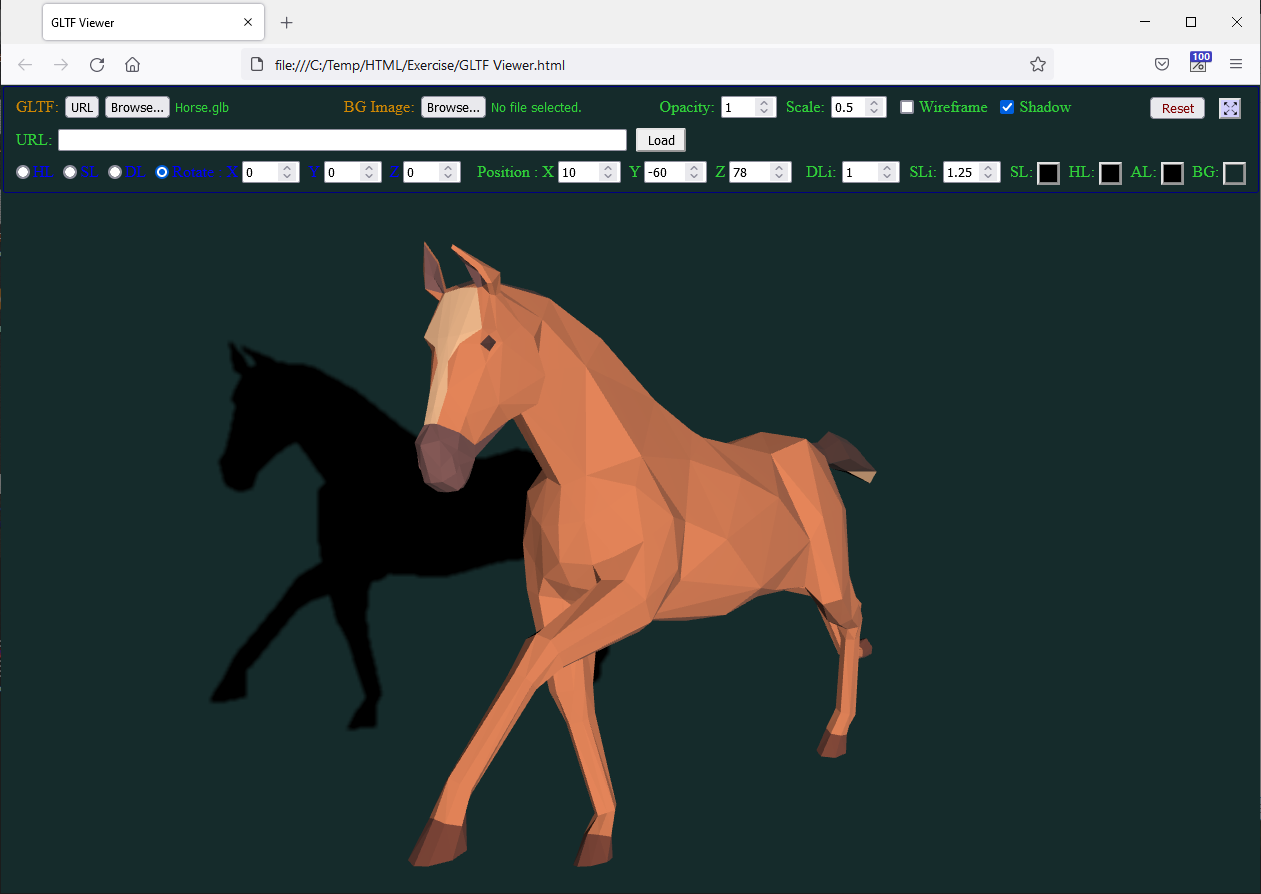 GLTF Viewer
file:///C:/Temp/HTML/Exercise/GLTF Viewer.html
100
GLTF: URL Browse... Horse.glb BG Image: Browse... No file selected. Opacity: 1 Scale: 0.5 Wireframe Shadow Reset
URL: Load
HL SL DL Rotate : X 0 Y 0 Z 0 Position : X 10 Y -60 Z 78 DLi: 1 SLi: 1.25 SL: HL: AL: BG: